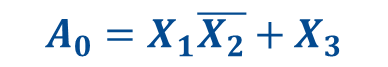 A₀ = X₁X̅₂̅ + X₃